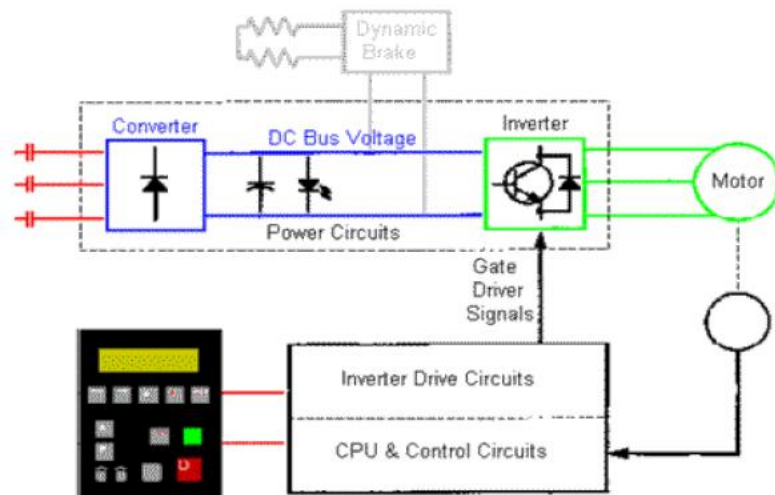 Dynamic
Brake
Converter
DC Bus Voltage
Inverter
Motor
Power Circuits
Gate
Driver
Signals
Inverter Drive Circuits
CPU & Control Circuits